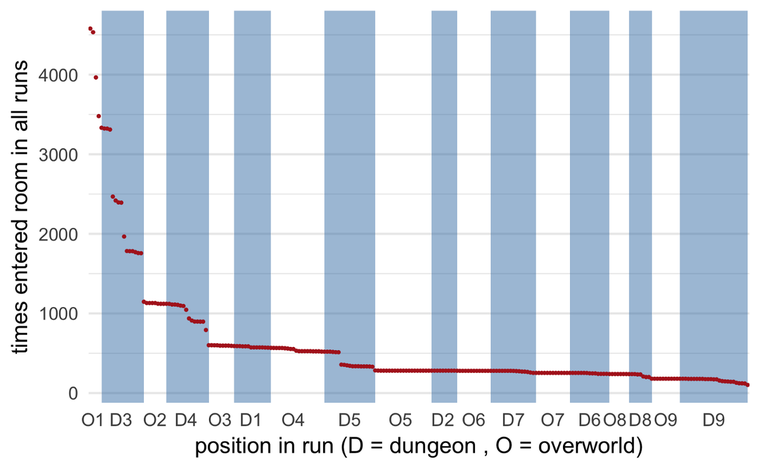 times entered room in all runs
4000
3000
2000
1000
0
O1 D3 O2 D4 O3 D1 O4 D5 O5 D2 O6 D7 O7 D6 O8 D8 O9 D9
position in run (D = dungeon , O = overworld)